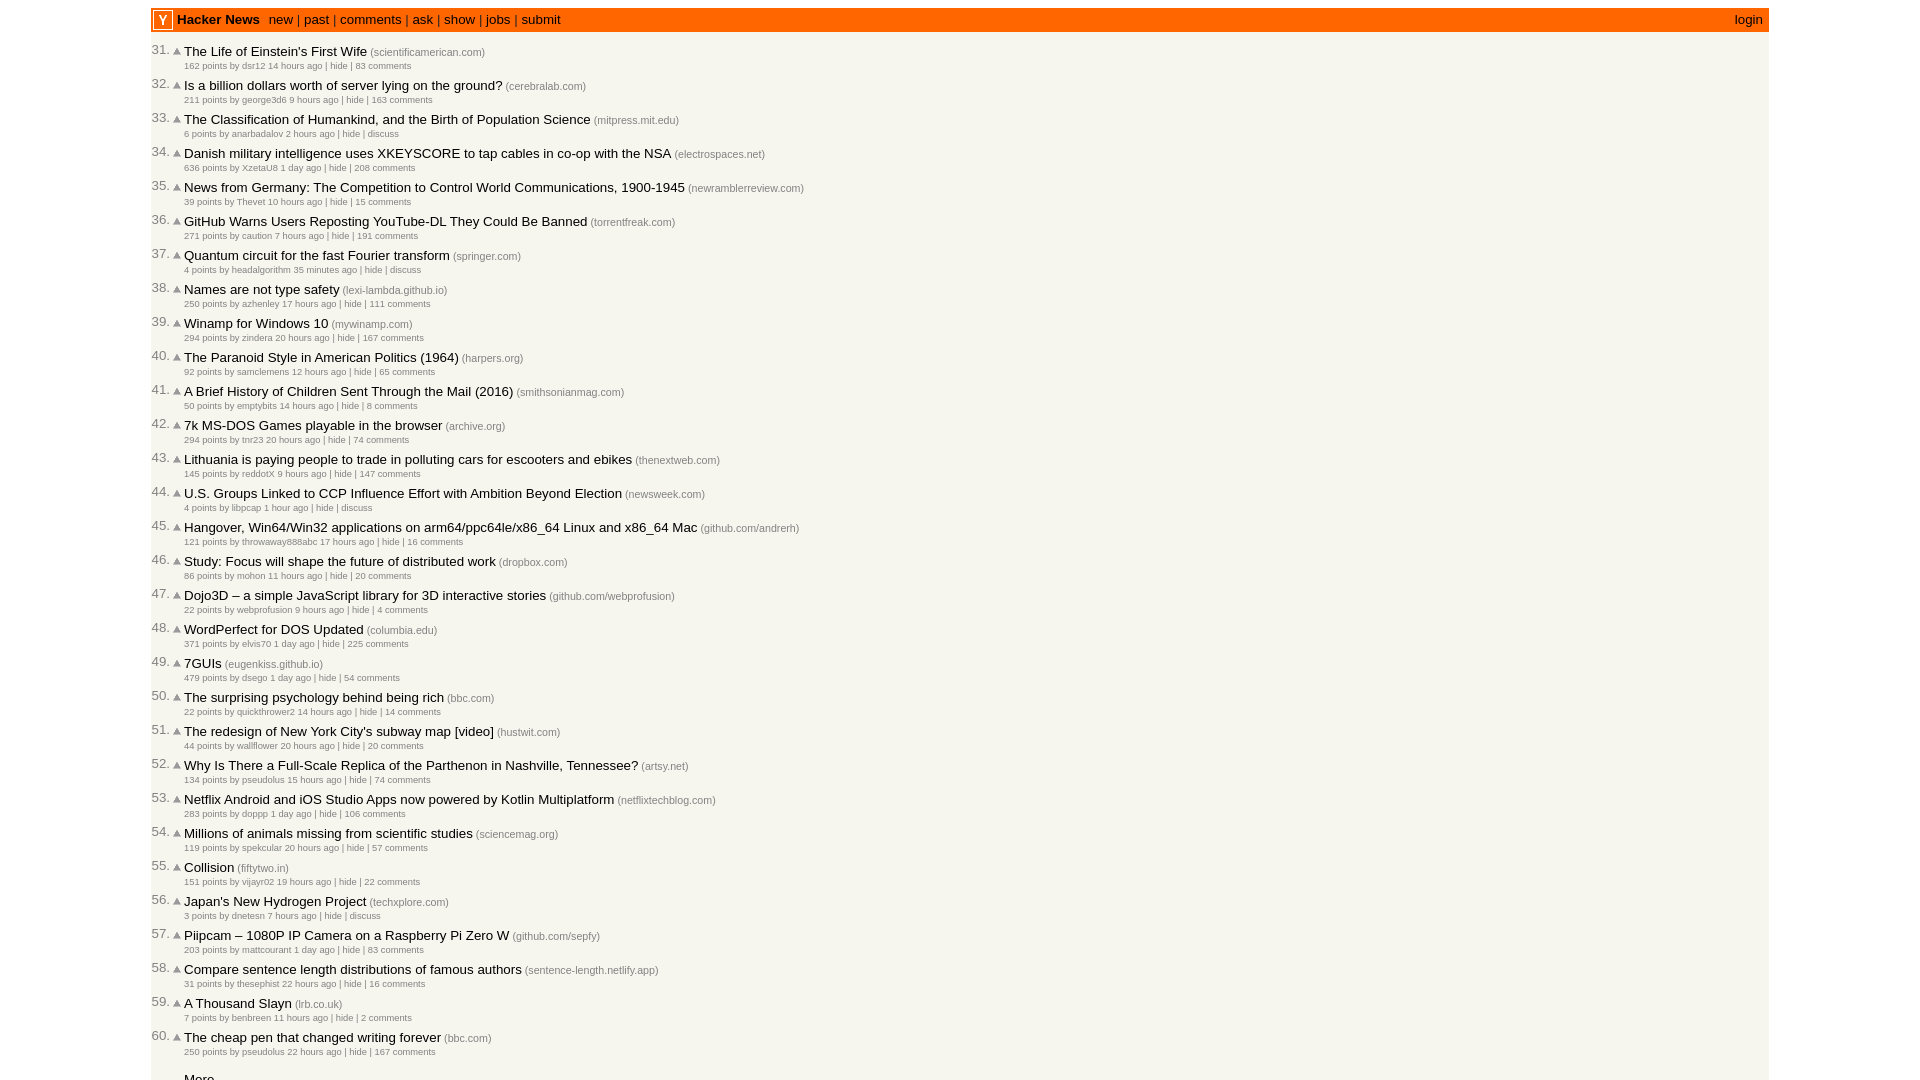 Y Hacker News new | past | comments | ask | show | jobs | submit login
31. The Life of Einstein's First Wife (scientificamerican.com)
162 points by dsr12 14 hours ago | hide | 83 comments
32. Is a billion dollars worth of server lying on the ground? (cerebralab.com)
211 points by george3d6 9 hours ago | hide | 163 comments
33. The Classification of Humankind, and the Birth of Population Science (mitpress.mit.edu)
6 points by anarbadalov 2 hours ago | hide | discuss
34. Danish military intelligence uses XKEYSCORE to tap cables in co-op with the NSA (electrospaces.net)
636 points by XzetaU8 1 day ago | hide | 208 comments
35. News from Germany: The Competition to Control World Communications, 1900-1945 (newramblerreview.com)
39 points by Thevet 10 hours ago | hide | 15 comments
36. GitHub Warns Users Reposting YouTube-DL They Could Be Banned (torrentfreak.com)
271 points by caution 7 hours ago | hide | 191 comments
37. Quantum circuit for the fast Fourier transform (springer.com)
4 points by headalgorithm 35 minutes ago | hide | discuss
38. Names are not type safety (lexi-lambda.github.io)
250 points by azhenley 17 hours ago | hide | 111 comments
39. Winamp for Windows 10 (mywinamp.com)
294 points by zindera 20 hours ago | hide | 167 comments
40. The Paranoid Style in American Politics (1964) (harpers.org)
92 points by samclemens 12 hours ago | hide | 65 comments
41. A Brief History of Children Sent Through the Mail (2016) (smithsonianmag.com)
50 points by emptybits 14 hours ago | hide | 8 comments
42. 7k MS-DOS Games playable in the browser (archive.org)
294 points by tnr23 20 hours ago | hide | 74 comments
43. Lithuania is paying people to trade in polluting cars for escooters and ebikes (thenextweb.com)
145 points by reddotX 9 hours ago | hide | 147 comments
44. U.S. Groups Linked to CCP Influence Effort with Ambition Beyond Election (newsweek.com)
4 points by libpcap 1 hour ago | hide | discuss
45. Hangover, Win64/Win32 applications on arm64/ppc64le/x86_64 Linux and x86_64 Mac (github.com/andrerh)
121 points by throwaway888abc 17 hours ago | hide | 16 comments
46. Study: Focus will shape the future of distributed work (dropbox.com)
86 points by mohon 11 hours ago | hide | 20 comments
47. Dojo3D – a simple JavaScript library for 3D interactive stories (github.com/webprofusion)
22 points by webprofusion 9 hours ago | hide | 4 comments
48. WordPerfect for DOS Updated (columbia.edu)
371 points by elvis70 1 day ago | hide | 225 comments
49. 7GUIs (eugenkiss.github.io)
479 points by dsego 1 day ago | hide | 54 comments
50. The surprising psychology behind being rich (bbc.com)
22 points by quickthrower2 14 hours ago | hide | 14 comments
51. The redesign of New York City's subway map [video] (hustwit.com)
44 points by wallflower 20 hours ago | hide | 20 comments
52. Why Is There a Full-Scale Replica of the Parthenon in Nashville, Tennessee? (artsy.net)
134 points by pseudolus 15 hours ago | hide | 74 comments
53. Netflix Android and iOS Studio Apps now powered by Kotlin Multiplatform (netflixtechblog.com)
283 points by doppp 1 day ago | hide | 106 comments
54. Millions of animals missing from scientific studies (sciencemag.org)
119 points by spekcular 20 hours ago | hide | 57 comments
55. Collision (fiftytwo.in)
151 points by vijayr02 19 hours ago | hide | 22 comments
56. Japan's New Hydrogen Project (techxplore.com)
3 points by dnetesn 7 hours ago | hide | discuss
57. Piipcam – 1080P IP Camera on a Raspberry Pi Zero W (github.com/sepfy)
203 points by mattcourant 1 day ago | hide | 83 comments
58. Compare sentence length distributions of famous authors (sentence-length.netlify.app)
31 points by thesephist 22 hours ago | hide | 16 comments
59. A Thousand Slayn (lrb.co.uk)
7 points by benbreen 11 hours ago | hide | 2 comments
60. The cheap pen that changed writing forever (bbc.com)
250 points by pseudolus 22 hours ago | hide | 167 comments
More